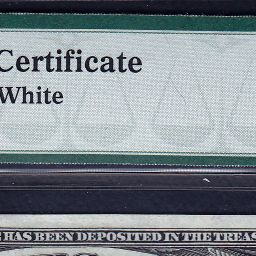 Certificate
White
HAS BEEN DEPOSITED IN THE TREAS